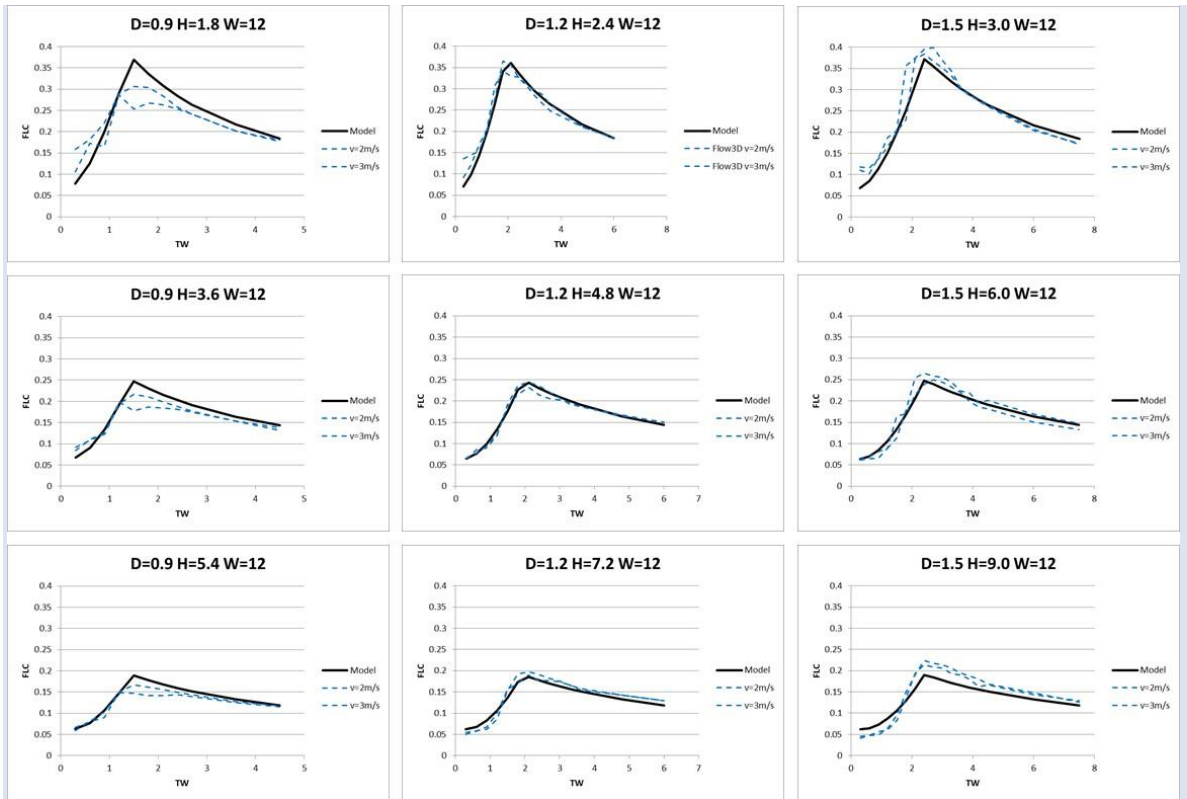 D=0.9 H=1.8 W=12
0.4
0.35
0.3
0.25
0.2
0.15
0.1
0.05
0
FLC
0 1 2 3 4 5
TW
Model
v=2m/s
v=3m/s
D=1.2 H=2.4 W=12
0.4
0.35
0.3
0.25
0.2
0.15
0.1
0.05
0
FLC
0 2 4 6 8
TW
Model
Flow3D v=2m/s
Flow3D v=3m/s
D=1.5 H=3.0 W=12
0.4
0.35
0.3
0.25
0.2
0.15
0.1
0.05
0
FLC
0 2 4 6 8
TW
Model
v=2m/s
v=3m/s
D=0.9 H=3.6 W=12
0.4
0.35
0.3
0.25
0.2
0.15
0.1
0.05
0
FLC
0 1 2 3 4 5
TW
Model
v=2m/s
v=3m/s
D=1.2 H=4.8 W=12
0.4
0.35
0.3
0.25
0.2
0.15
0.1
0.05
0
FLC
0 1 2 3 4 5 6 7
TW
Model
v=2m/s
v=3m/s
D=1.5 H=6.0 W=12
0.4
0.35
0.3
0.25
0.2
0.15
0.1
0.05
0
FLC
0 2 4 6 8
TW
Model
v=2m/s
v=3m/s
D=0.9 H=5.4 W=12
0.4
0.35
0.3
0.25
0.2
0.15
0.1
0.05
0
FLC
0 1 2 3 4 5
TW
Model
v=2m/s
v=3m/s
D=1.2 H=7.2 W=12
0.4
0.35
0.3
0.25
0.2
0.15
0.1
0.05
0
FLC
0 1 2 3 4 5 6 7
TW
Model
v=2m/s
v=3m/s
D=1.5 H=9.0 W=12
0.4
0.35
0.3
0.25
0.2
0.15
0.1
0.05
0
FLC
0 2 4 6 8
TW
Model
v=2m/s
v=3m/s